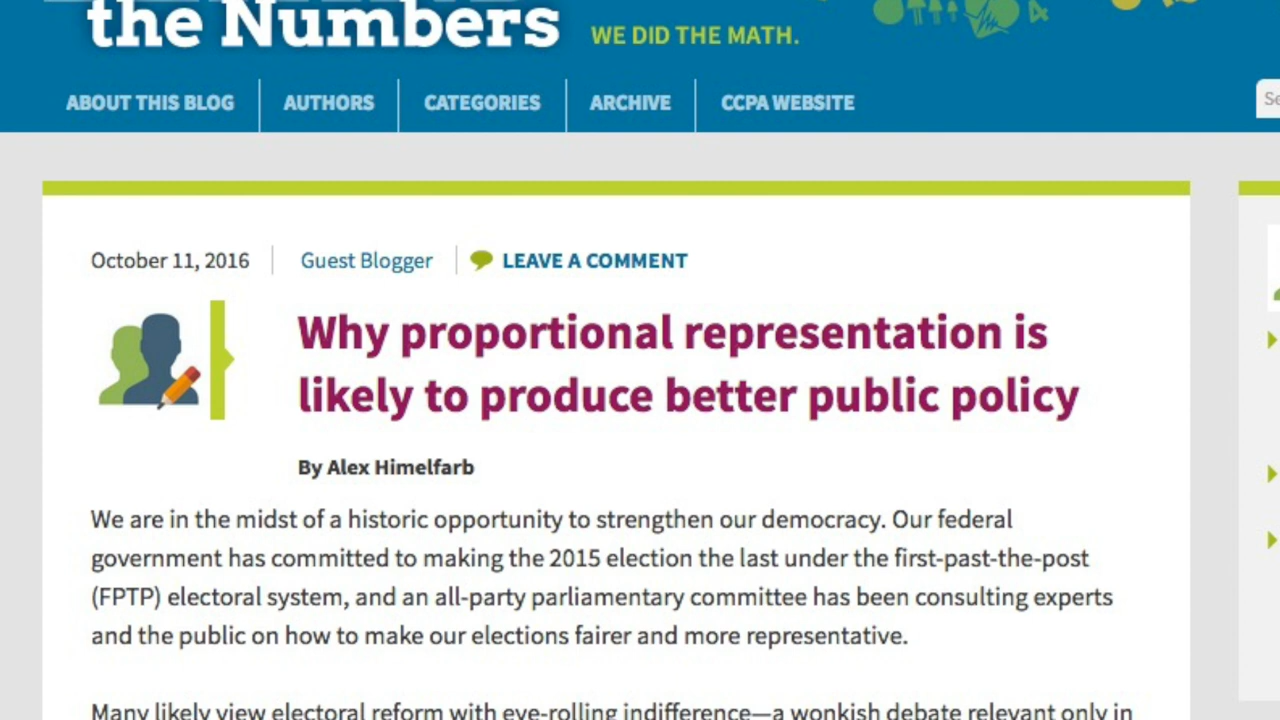 the Numbers
WE DID THE MATH.
ABOUT THIS BLOG
AUTHORS
CATEGORIES
ARCHIVE
CCPA WEBSITE
October 11, 2016
Guest Blogger
LEAVE A COMMENT
Why proportional representation is
likely to produce better public policy
By Alex Himelfarb
We are in the midst of a historic opportunity to strengthen our democracy. Our federal
government has committed to making the 2015 election the last under the first-past-the-post
(FPTP) electoral system, and an all-party parliamentary committee has been consulting experts
and the public on how to make our elections fairer and more representative.
Many likely view electoral reform with eye-rolling indifference—a wonkish debate relevant only in